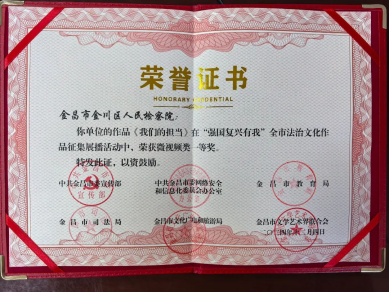 荣誉证书
HONORARY CREDENTIAL
金昌市金川区人民检察院：
你单位的作品《我们的担当》在“强国复兴有我”全市法治文化作
品征集展播活动中，荣获微视频类一等奖。
特发此证，以资鼓励。
中共金昌市委宣传部 中共金昌市委网络安全 金昌市教育局
和信息化委员会办公室
金昌市司法局 金昌市文化广电和旅游局 金昌市文学艺术界联合会
二〇二四年 月四日